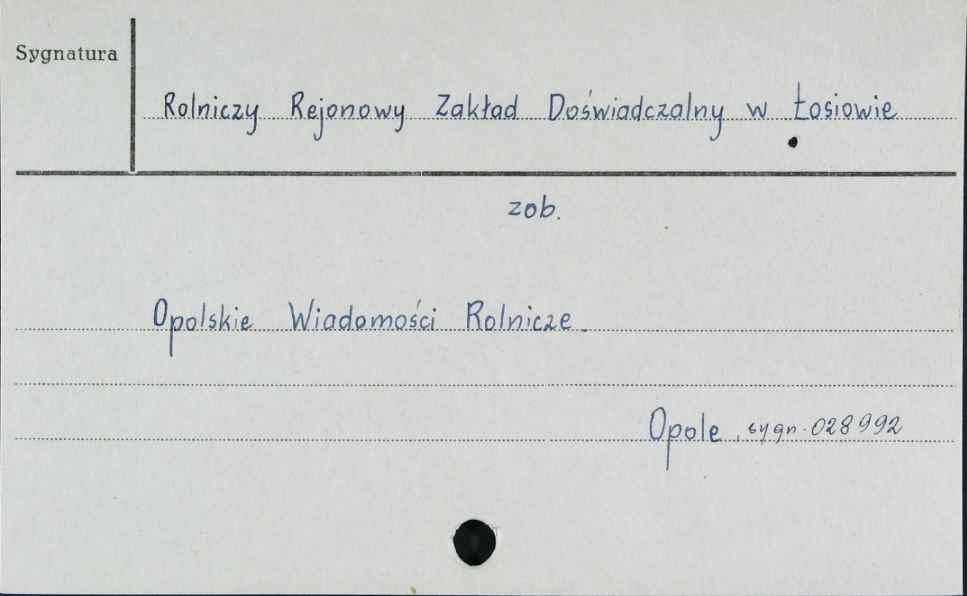 Sygnatura
Rolniczy Rejonowy Zakład Doświadczalny w Łosiowie
zob.
Opolskie Wiadomości Rolnicze.
Opole, sygn. 028992